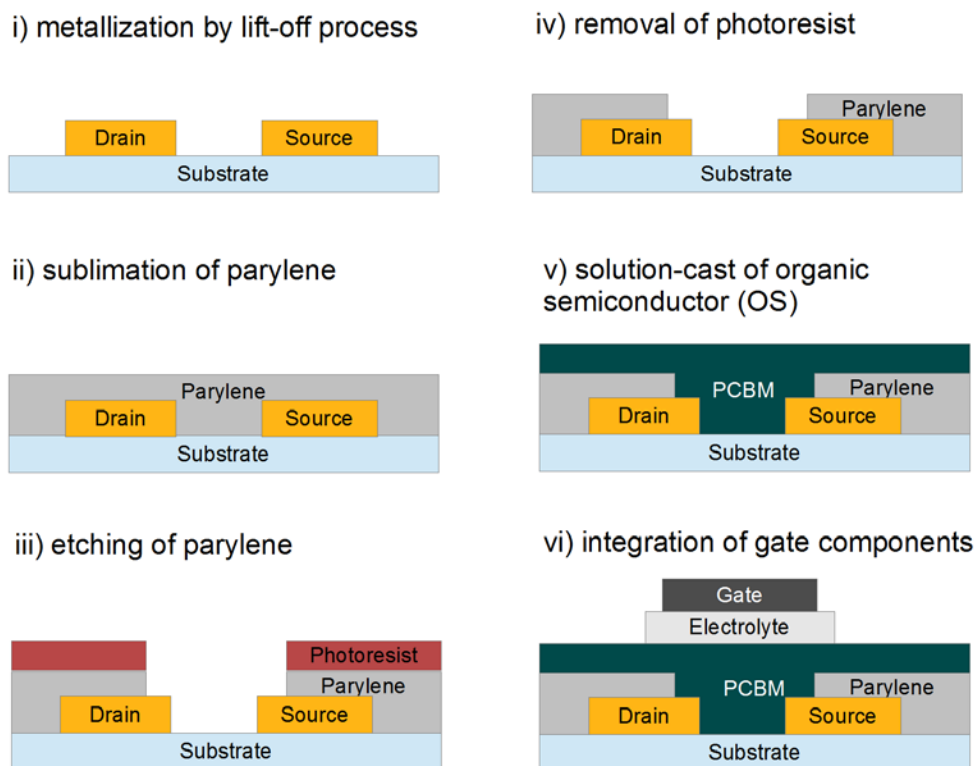 i) metallization by lift-off process
Drain
Source
Substrate
ii) sublimation of parylene
Parylene
Drain
Source
Substrate
iii) etching of parylene
Photoresist
Parylene
Drain
Source
Substrate
iv) removal of photoresist
Parylene
Drain
Source
Substrate
v) solution-cast of organic
semiconductor (OS)
PCBM
Parylene
Drain
Source
Substrate
vi) integration of gate components
Gate
Electrolyte
PCBM
Parylene
Drain
Source
Substrate